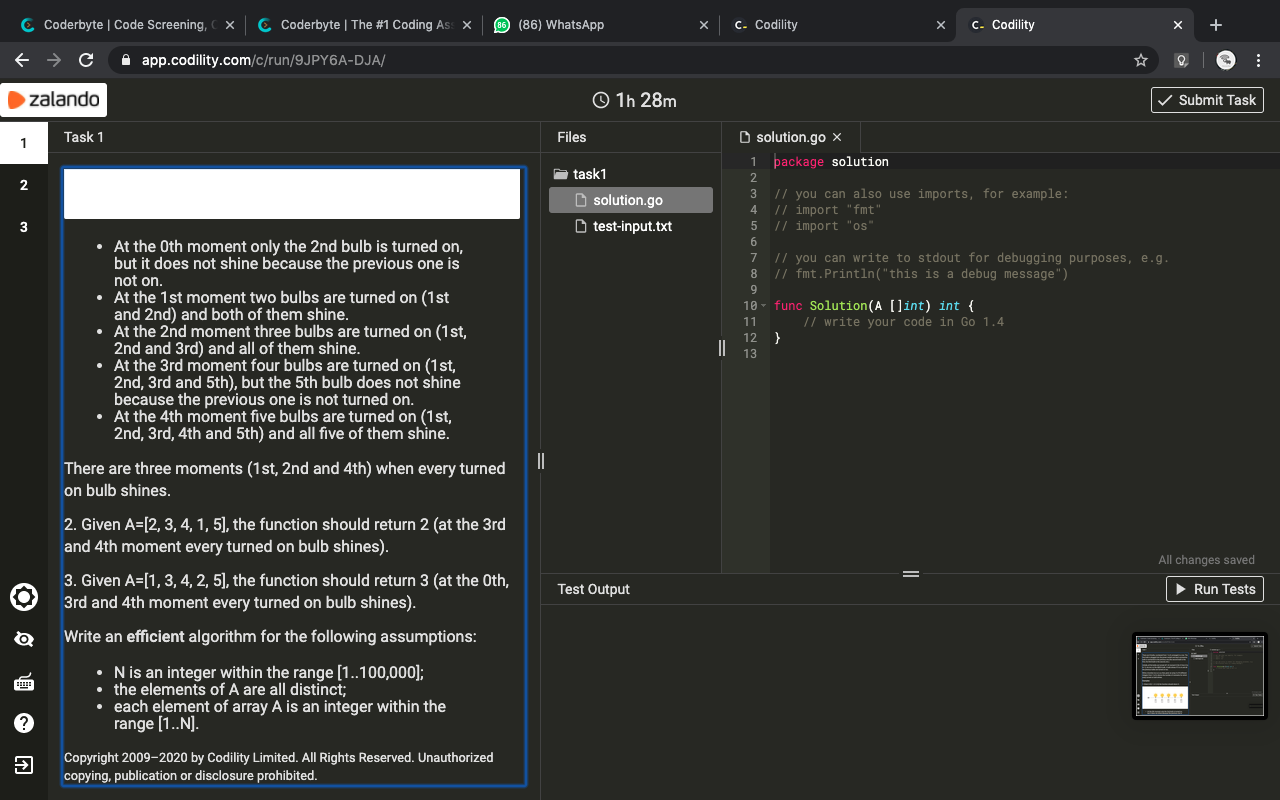 Coderbyte | Code Screening, C
Coderbyte | The #1 Coding Ass
86
(86) WhatsApp
C_ Codility
C_ Codility
app.codility.com/c/run/9JPY6A-DJA/
zalando
1h 28m
Submit Task
1
2
3
Task 1
At the 0th moment only the 2nd bulb is turned on,
but it does not shine because the previous one is
not on.
At the 1st moment two bulbs are turned on (1st
and 2nd) and both of them shine.
At the 2nd moment three bulbs are turned on (1st,
2nd and 3rd) and all of them shine.
At the 3rd moment four bulbs are turned on (1st,
2nd, 3rd and 5th), but the 5th bulb does not shine
because the previous one is not turned on.
At the 4th moment five bulbs are turned on (1st,
2nd, 3rd, 4th and 5th) and all five of them shine.
There are three moments (1st, 2nd and 4th) when every turned
on bulb shines.
2. Given A=[2, 3, 4, 1, 5], the function should return 2 (at the 3rd
and 4th moment every turned on bulb shines).
3. Given A=[1, 3, 4, 2, 5], the function should return 3 (at the 0th,
3rd and 4th moment every turned on bulb shines).
Write an efficient algorithm for the following assumptions:
N is an integer within the range [1..100,000];
the elements of A are all distinct;
each element of array A is an integer within the
range [1..N].
Copyright 2009–2020 by Codility Limited. All Rights Reserved. Unauthorized
copying, publication or disclosure prohibited.
Files
task1
solution.go
test-input.txt
solution.go
1 package solution
2
3 // you can also use imports, for example:
4 // import "fmt"
5 // import "os"
6
7 // you can write to stdout for debugging purposes, e.g.
8 // fmt.Println("this is a debug message")
9
10 func Solution(A []int) int {
11 // write your code in Go 1.4
12 }
13
All changes saved
Test Output
Run Tests